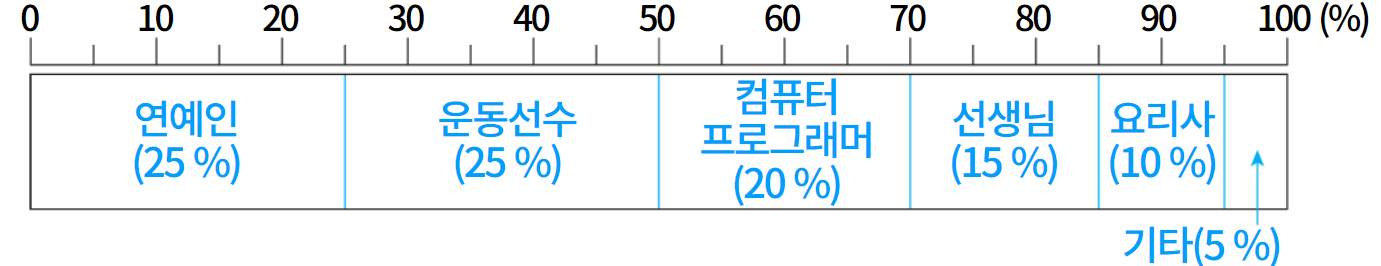 0 10 20 30 40 50 60 70 80 90 100 (%)
연예인
(25 %)
운동선수
(25 %)
컴퓨터
프로그래머
(20 %)
선생님
(15 %)
요리사
(10 %)
기타(5 %)